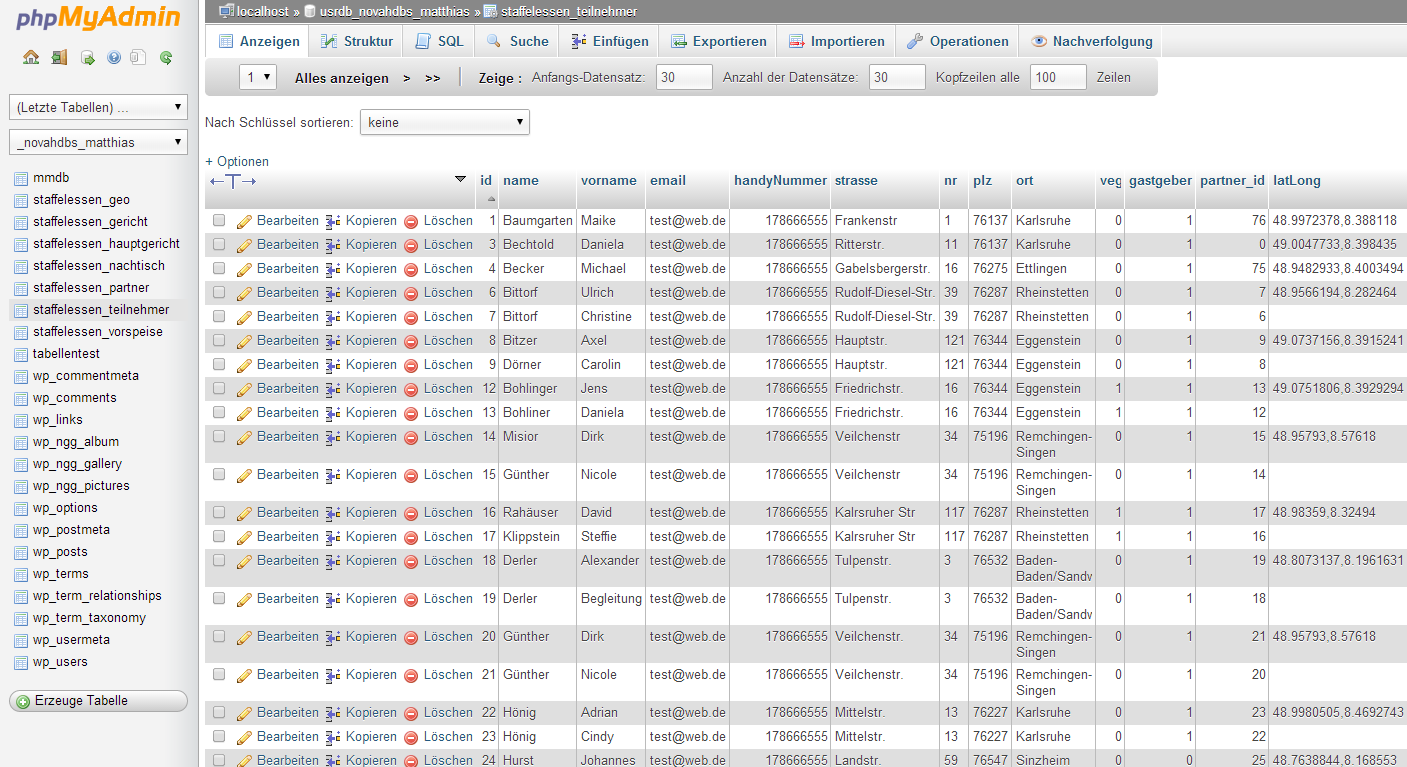 phpMyAdmin
(Letzte Tabellen) ...
_novahdbs_matthias
mmdb
staffelessen_geo
staffelessen_gericht
staffelessen_hauptgericht
staffelessen_nachtisch
staffelessen_partner
staffelessen_teilnehmer
staffelessen_vorspeise
tabellentest
wp_commentmeta
wp_comments
wp_links
wp_ngg_album
wp_ngg_gallery
wp_ngg_pictures
wp_options
wp_postmeta
wp_posts
wp_terms
wp_term_relationships
wp_term_taxonomy
wp_usermeta
wp_users
Erzeuge Tabelle
localhost » usrdb_novahdbs_matthias » staffelessen_teilnehmer
Anzeigen Struktur SQL Suche Einfügen Exportieren Importieren Operationen Nachverfolgung
1 Alles anzeigen > >> Zeige : Anfangs-Datensatz: 30 Anzahl der Datensätze: 30 Kopfzeilen alle 100 Zeilen
Nach Schlüssel sortieren: keine
+ Optionen
←T→ id name vorname email handyNummer strasse nr plz ort veg gastgeber partner_id latLong
Bearbeiten Kopieren Löschen 1 Baumgarten Maike test@web.de 178666555 Frankenstr 1 76137 Karlsruhe 0 1 76 48.9972378,8.388118
Bearbeiten Kopieren Löschen 3 Bechtold Daniela test@web.de 178666555 Ritterstr. 11 76137 Karlsruhe 0 1 0 49.0047733,8.398435
Bearbeiten Kopieren Löschen 4 Becker Michael test@web.de 178666555 Gabelsbergerstr. 16 76275 Ettlingen 0 1 75 48.9482933,8.4003494
Bearbeiten Kopieren Löschen 6 Bittorf Ulrich test@web.de 178666555 Rudolf-Diesel-Str. 39 76287 Rheinstetten 0 1 7 48.9566194,8.282464
Bearbeiten Kopieren Löschen 7 Bittorf Christine test@web.de 178666555 Rudolf-Diesel-Str. 39 76287 Rheinstetten 0 1 6
Bearbeiten Kopieren Löschen 8 Bitzer Axel test@web.de 178666555 Hauptstr. 121 76344 Eggenstein 0 1 9 49.0737156,8.3915241
Bearbeiten Kopieren Löschen 9 Dörner Carolin test@web.de 178666555 Hauptstr. 121 76344 Eggenstein 0 1 8
Bearbeiten Kopieren Löschen 12 Bohlinger Jens test@web.de 178666555 Friedrichstr. 16 76344 Eggenstein 1 1 13 49.0751806,8.3929294
Bearbeiten Kopieren Löschen 13 Bohliner Daniela test@web.de 178666555 Friedrichstr. 16 76344 Eggenstein 1 1 12
Bearbeiten Kopieren Löschen 14 Misior Dirk test@web.de 178666555 Veilchenstr 34 75196 Remchingen- 0 1 15 48.95793,8.57618
Singen
Bearbeiten Kopieren Löschen 15 Günther Nicole test@web.de 178666555 Veilchenstr 34 75196 Remchingen- 0 1 14
Singen
Bearbeiten Kopieren Löschen 16 Rahäuser David test@web.de 178666555 Kalrsruher Str 117 76287 Rheinstetten 1 1 17 48.98359,8.32494
Bearbeiten Kopieren Löschen 17 Klippstein Steffie test@web.de 178666555 Kalrsruher Str 117 76287 Rheinstetten 1 1 16
Bearbeiten Kopieren Löschen 18 Derler Alexander test@web.de 178666555 Tulpenstr. 3 76532 Baden- 0 1 19 48.8073137,8.1961631
Baden/Sandw
Bearbeiten Kopieren Löschen 19 Derler Begleitung test@web.de 178666555 Tulpenstr. 3 76532 Baden- 0 1 18
Baden/Sandw
Bearbeiten Kopieren Löschen 20 Günther Dirk test@web.de 178666555 Veilchenstr. 34 75196 Remchingen- 0 1 21 48.95793,8.57618
Singen
Bearbeiten Kopieren Löschen 21 Günther Nicole test@web.de 178666555 Veilchenstr. 34 75196 Remchingen- 0 1 20
Singen
Bearbeiten Kopieren Löschen 22 Hönig Adrian test@web.de 178666555 Mittelstr. 13 76227 Karlsruhe 0 1 23 48.9980505,8.4692743
Bearbeiten Kopieren Löschen 23 Hönig Cindy test@web.de 178666555 Mittelstr. 13 76227 Karlsruhe 0 1 22
Bearbeiten Kopieren Löschen 24 Hurst Johannes test@web.de 178666555 Landstr. 59 76547 Sinzheim 0 0 25 48.7638844,8.168553